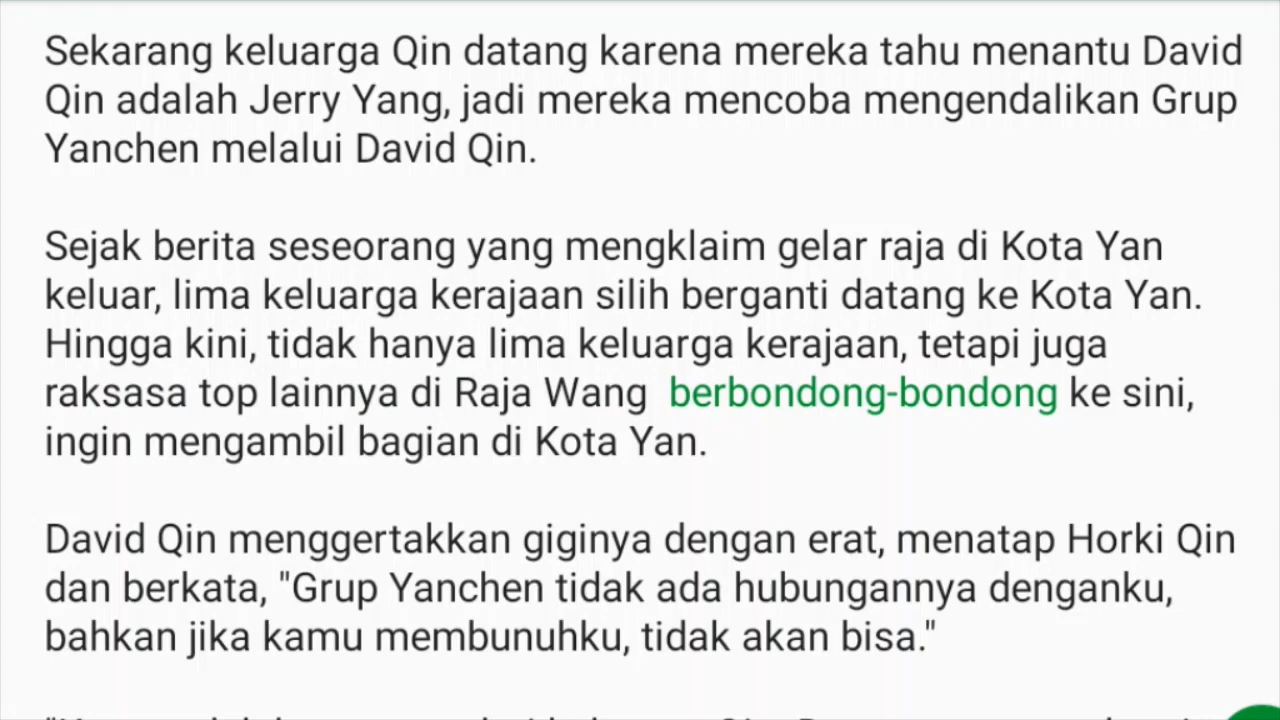 Sekarang keluarga Qin datang karena mereka tahu menantu David
Qin adalah Jerry Yang, jadi mereka mencoba mengendalikan Grup
Yanchen melalui David Qin.
Sejak berita seseorang yang mengklaim gelar raja di Kota Yan
keluar, lima keluarga kerajaan silih berganti datang ke Kota Yan.
Hingga kini, tidak hanya lima keluarga kerajaan, tetapi juga
raksasa top lainnya di Raja Wang berbondong-bondong ke sini,
ingin mengambil bagian di Kota Yan.
David Qin menggertakkan giginya dengan erat, menatap Horki Qin
dan berkata, "Grup Yanchen tidak ada hubungannya denganku,
bahkan jika kamu membunuhku, tidak akan bisa."